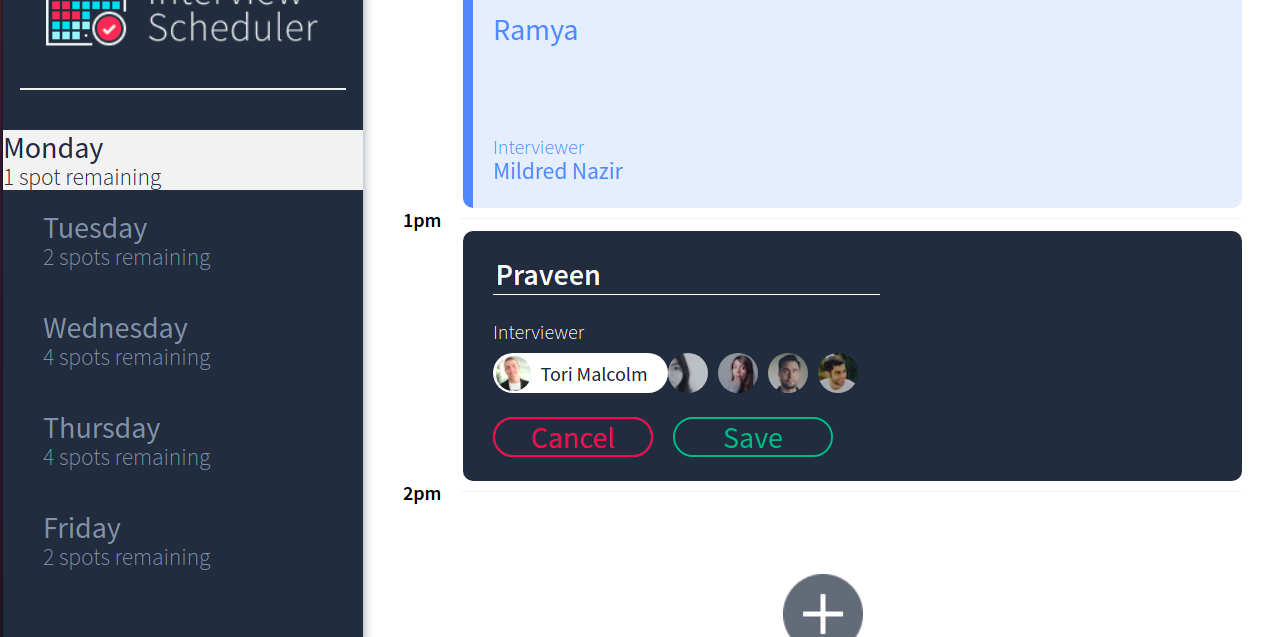 Interview
Scheduler
Monday
1 spot remaining
Tuesday
2 spots remaining
Wednesday
4 spots remaining
Thursday
4 spots remaining
Friday
2 spots remaining
Ramya
Interviewer
Mildred Nazir
1pm
Praveen
Interviewer
Tori Malcolm
Cancel Save
2pm